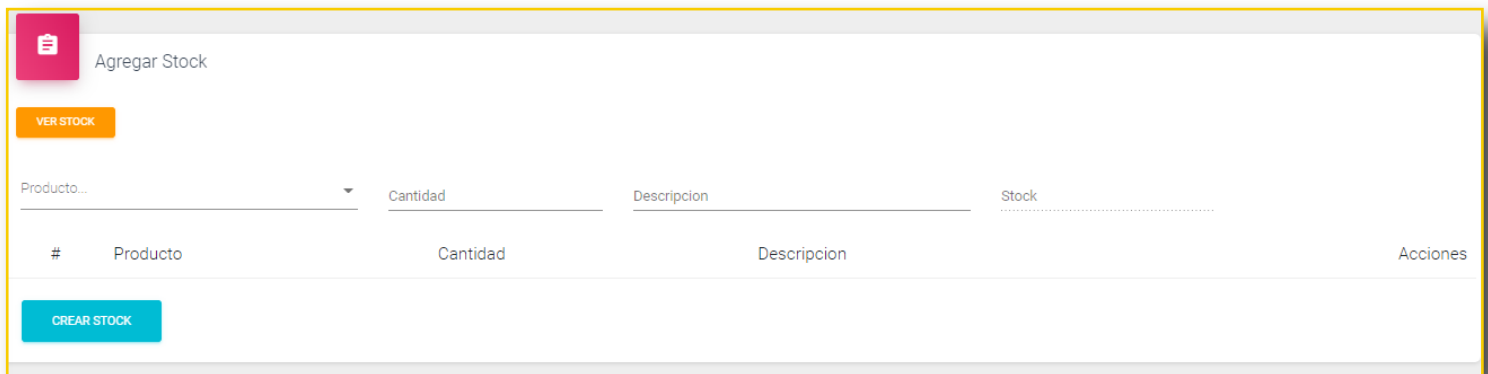 Agregar Stock
VER STOCK
Producto... Cantidad Descripcion Stock
# Producto Cantidad Descripcion Acciones
CREAR STOCK